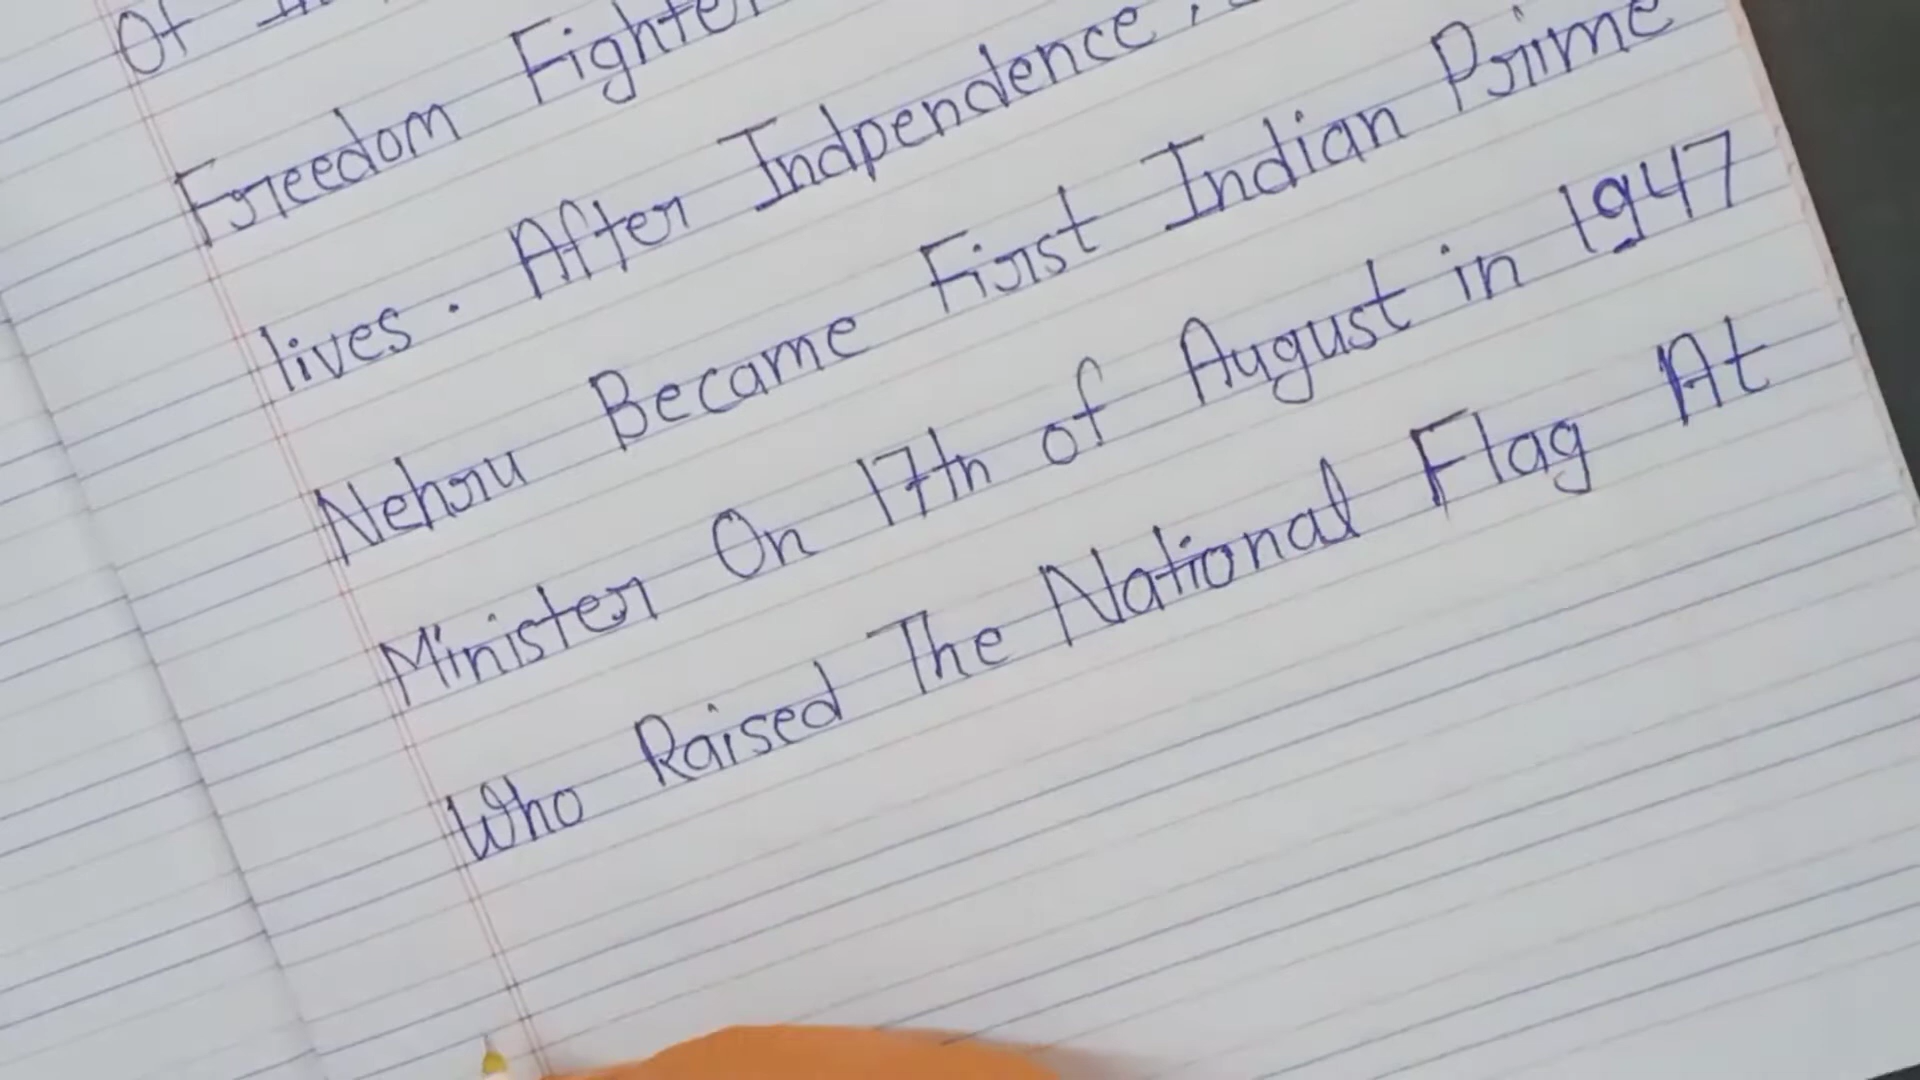 Of
Freedom Fighter
lives. After Indpendence,
Nehru Became First Indian Prime
Minister On 17th of August in 1947
Who Raised The National Flag At